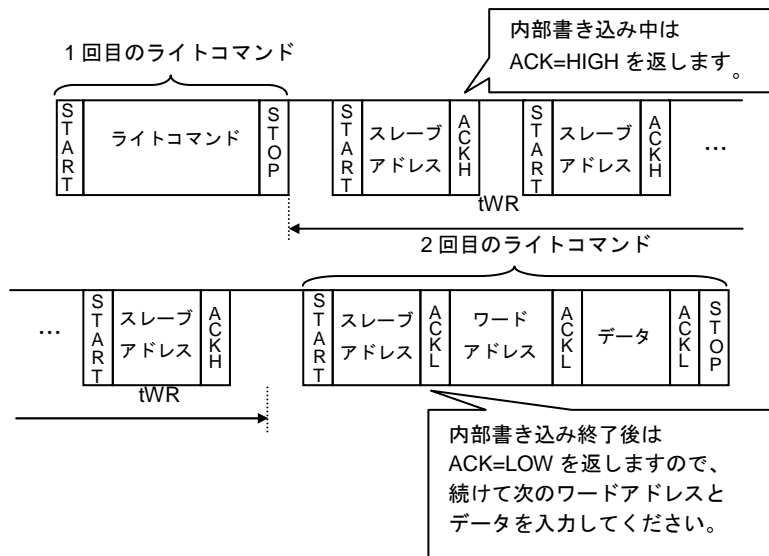 内部書き込み中は
ACK=HIGH を返します。
1 回目のライトコマンド
START
ライトコマンド
STOP
START
スレーブ
アドレス
ACKH
START
スレーブ
アドレス
ACKH
…
tWR
2 回目のライトコマンド
…
START
スレーブ
アドレス
ACKH
tWR
START
スレーブ
アドレス
ACKL
ワード
アドレス
ACKL
データ
ACKL
STOP
内部書き込み終了後は
ACK=LOW を返しますので、
続けて次のワードアドレスと
データを入力してください。